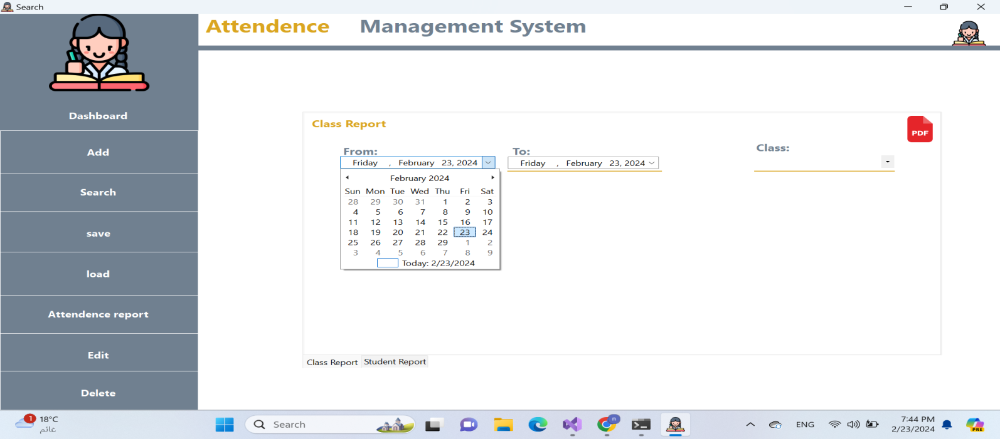 Search
Attendence Management System
Dashboard
Add
Search
save
load
Attendence report
Edit
Delete
Class Report
PDF
From:
To:
Class:
Friday , February 23, 2024
Friday , February 23, 2024
February 2024
Sun Mon Tue Wed Thu Fri Sat
28 29 30 31 1 2 3
4 5 6 7 8 9 10
11 12 13 14 15 16 17
18 19 20 21 22 23 24
25 26 27 28 29 1 2
3 4 5 6 7 8 9
Today: 2/23/2024
Class Report Student Report
1
18°C
غائم
Search
n
ENG
7:44 PM
2/23/2024
PRE